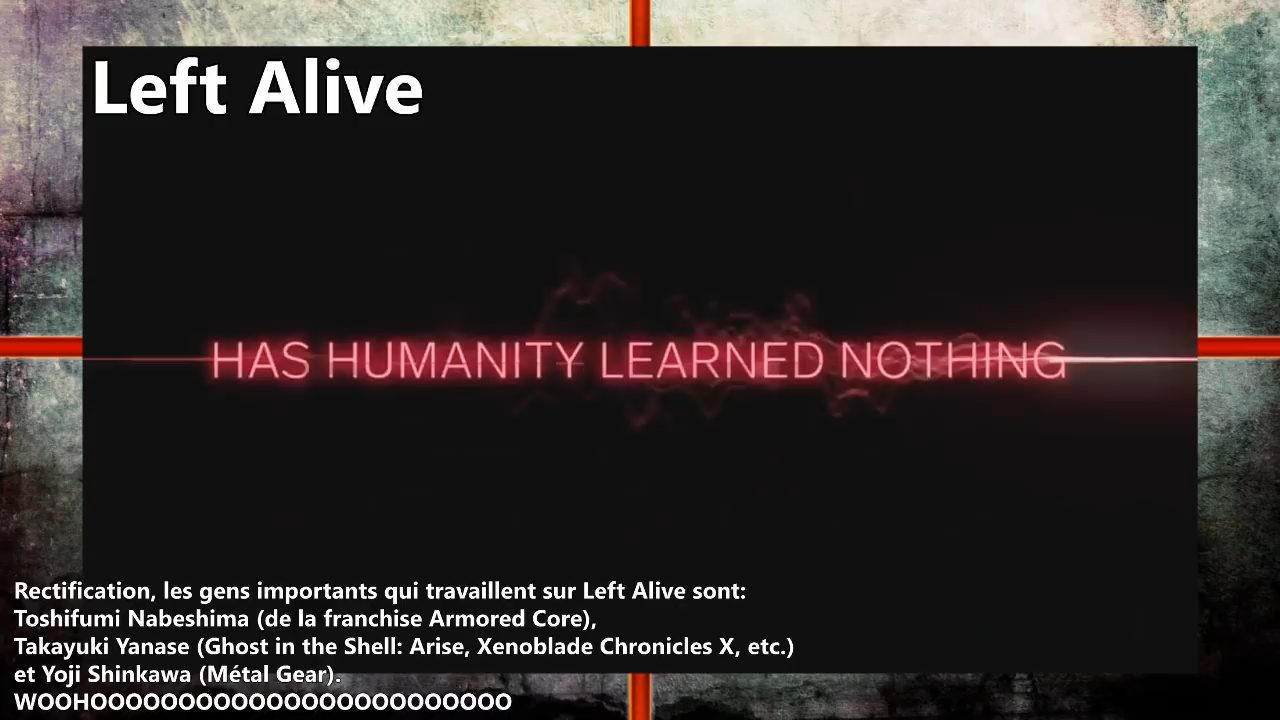 Left Alive
HAS HUMANITY LEARNED NOTHING
Rectification, les gens importants qui travaillent sur Left Alive sont:
Toshifumi Nabeshima (de la franchise Armored Core),
Takayuki Yanase (Ghost in the Shell: Arise, Xenoblade Chronicles X, etc.)
et Yoji Shinkawa (Métal Gear).
WOOHOOOOOOOOOOOOOOOOOOOOOOOOOO